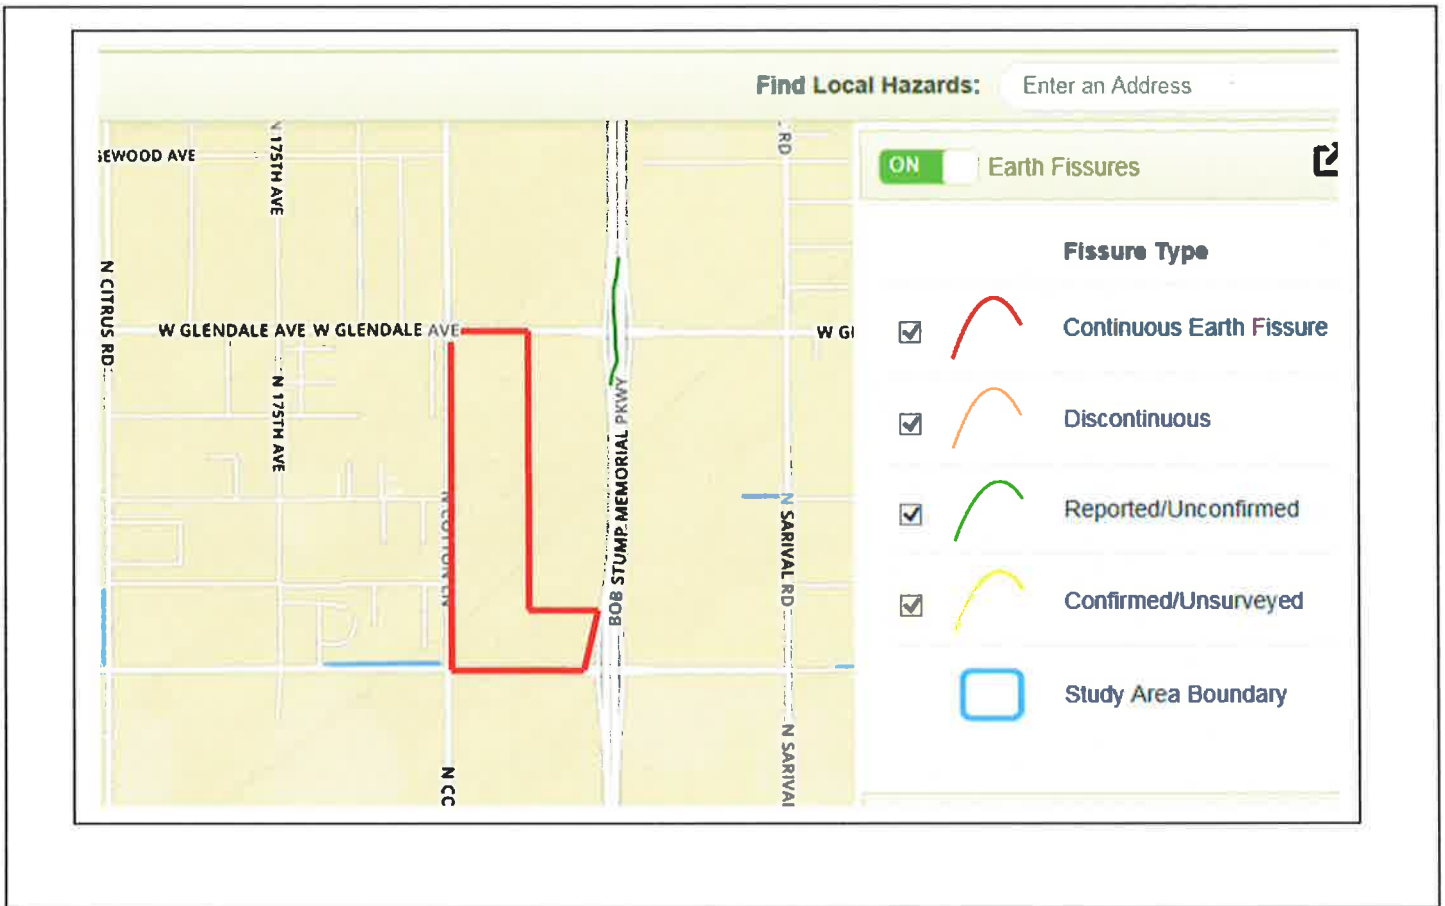 Find Local Hazards:
Enter an Address
GEWOOD AVE
N 175TH AVE
RD
ON
Earth Fissures
Fissure Type
N CITRUS RD
W GLENDALE AVE W GLENDALE AVE
W GL
Continuous Earth Fissure
N 175TH AVE
BOB STUMP MEMORIAL PKWY
Discontinuous
N COTTON LN
N SARIVAL RD
Reported/Unconfirmed
Confirmed/Unsurveyed
Study Area Boundary
N CO
N SARIVAL